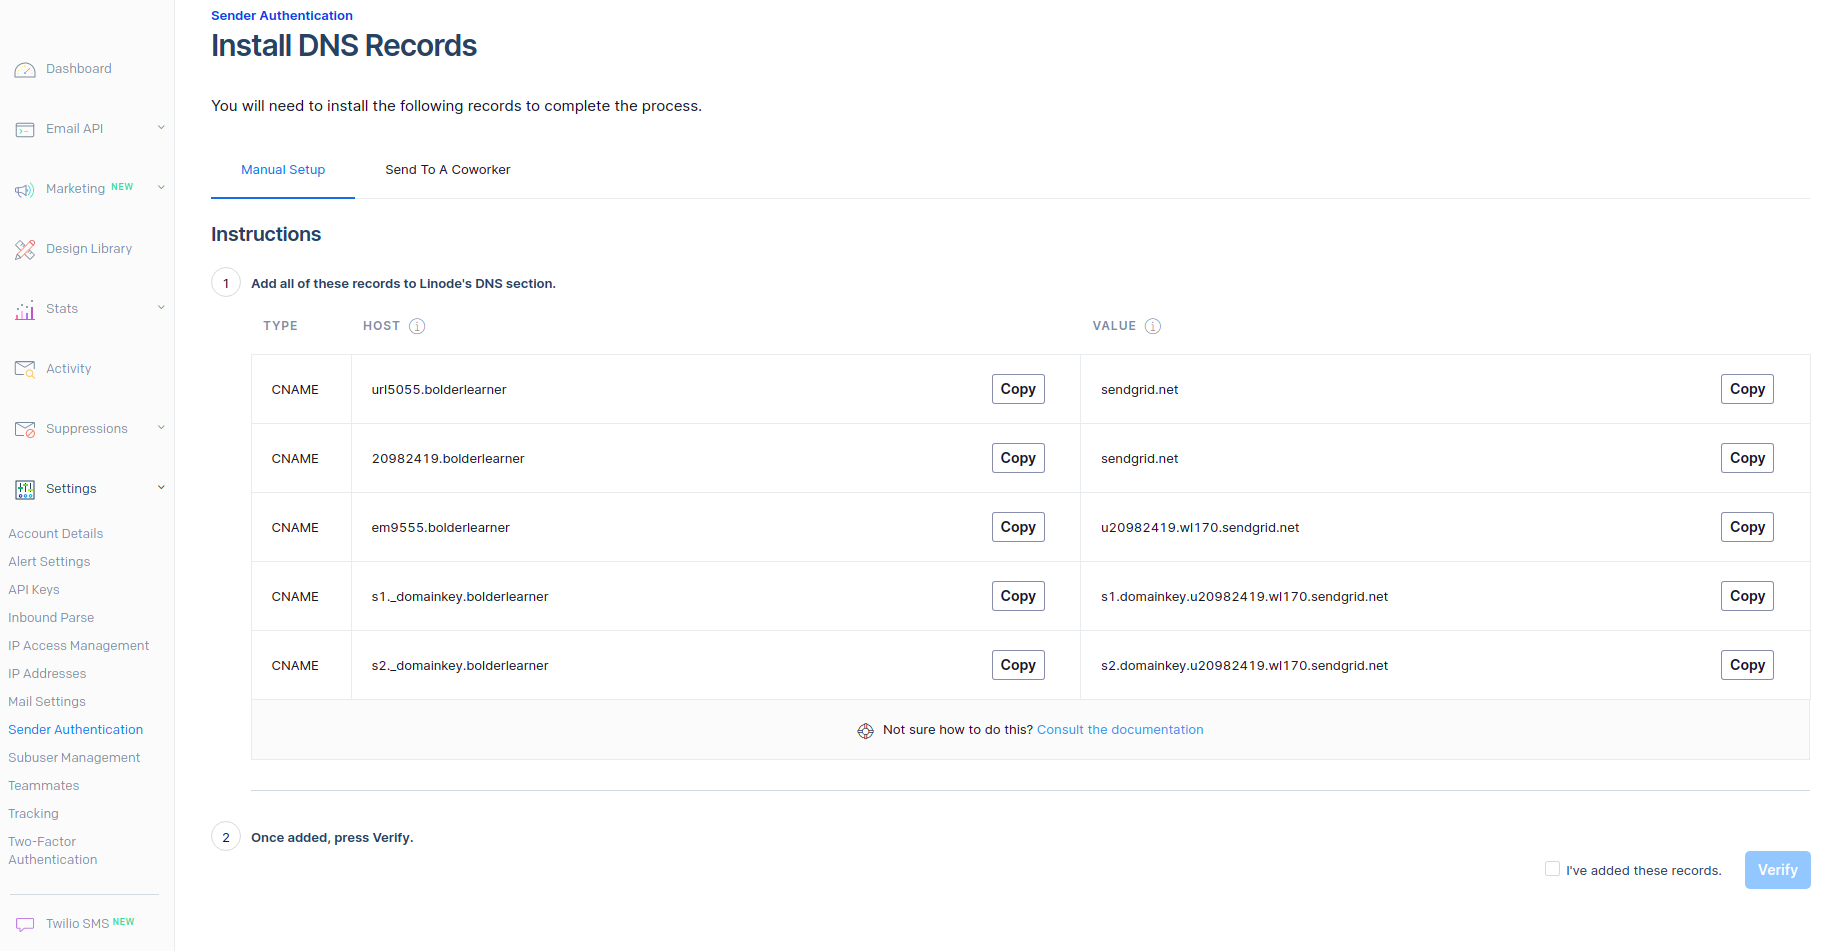 Dashboard
Email API
Marketing NEW
Design Library
Stats
Activity
Suppressions
Settings
Account Details
Alert Settings
API Keys
Inbound Parse
IP Access Management
IP Addresses
Mail Settings
Sender Authentication
Subuser Management
Teammates
Tracking
Two-Factor
Authentication
Twilio SMS NEW
Sender Authentication
Install DNS Records
You will need to install the following records to complete the process.
Manual Setup Send To A Coworker
Instructions
1 Add all of these records to Linode's DNS section.
TYPE HOST VALUE
CNAME url5055.bolderlearner Copy sendgrid.net Copy
CNAME 20982419.bolderlearner Copy sendgrid.net Copy
CNAME em9555.bolderlearner Copy u20982419.wl170.sendgrid.net Copy
CNAME s1._domainkey.bolderlearner Copy s1.domainkey.u20982419.wl170.sendgrid.net Copy
CNAME s2._domainkey.bolderlearner Copy s2.domainkey.u20982419.wl170.sendgrid.net Copy
Not sure how to do this? Consult the documentation
2 Once added, press Verify.
I've added these records. Verify